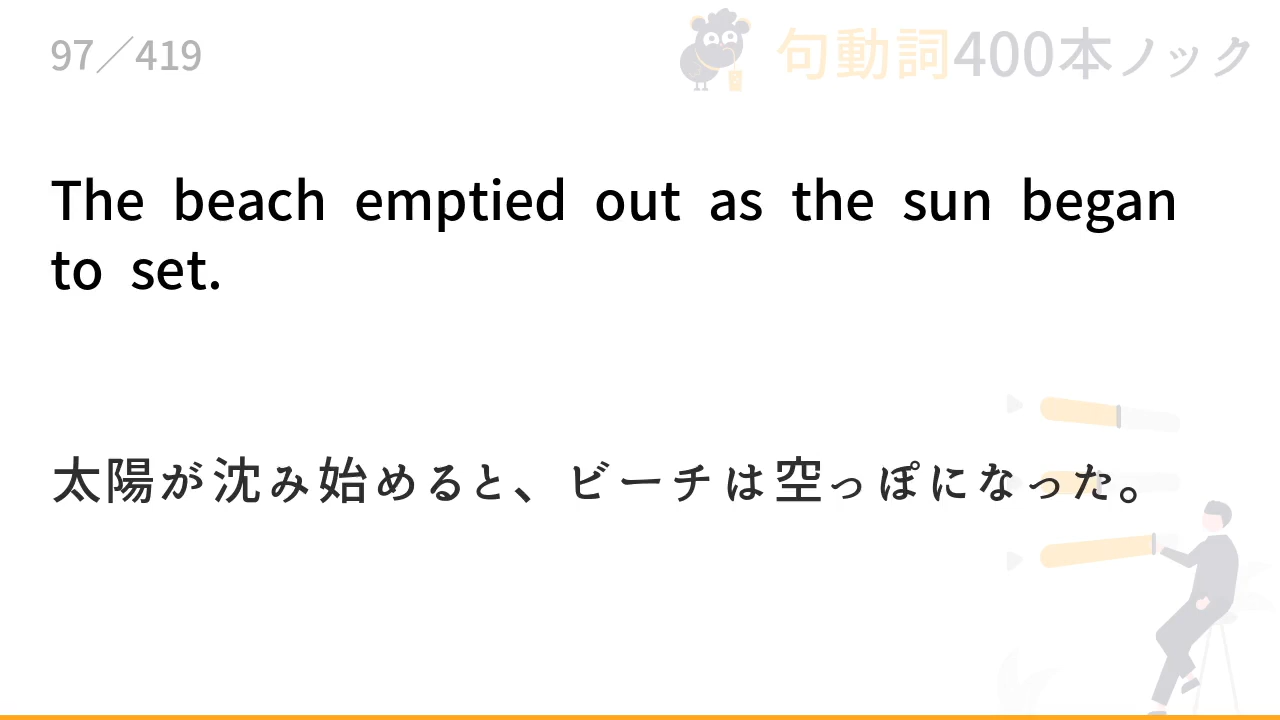 97／419
句動詞400本ノック
The beach emptied out as the sun began
to set.
太陽が沈み始めると、ビーチは空っぽになった。